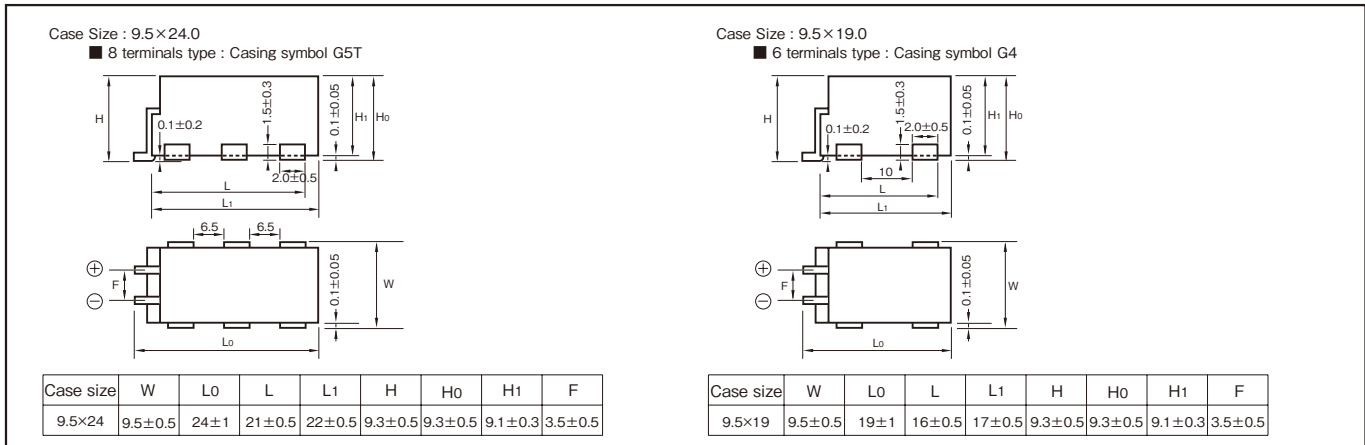 Case Size : 9.5×24.0
■ 8 terminals type : Casing symbol G5T
H
0.1±0.2
1.5±0.3
0.1±0.05
H1
H0
2.0±0.5
L
L1
6.5
6.5
⊕
F
⊖
0.1±0.05
W
L0
Case size W L0 L L1 H H0 H1 F
9.5×24 9.5±0.5 24±1 21±0.5 22±0.5 9.3±0.5 9.3±0.5 9.1±0.3 3.5±0.5
Case Size : 9.5×19.0
■ 6 terminals type : Casing symbol G4
H
0.1±0.2
1.5±0.3
2.0±0.5
0.1±0.05
H1
H0
10
L
L1
⊕
F
⊖
0.1±0.05
W
L0
Case size W L0 L L1 H H0 H1 F
9.5×19 9.5±0.5 19±1 16±0.5 17±0.5 9.3±0.5 9.3±0.5 9.1±0.3 3.5±0.5